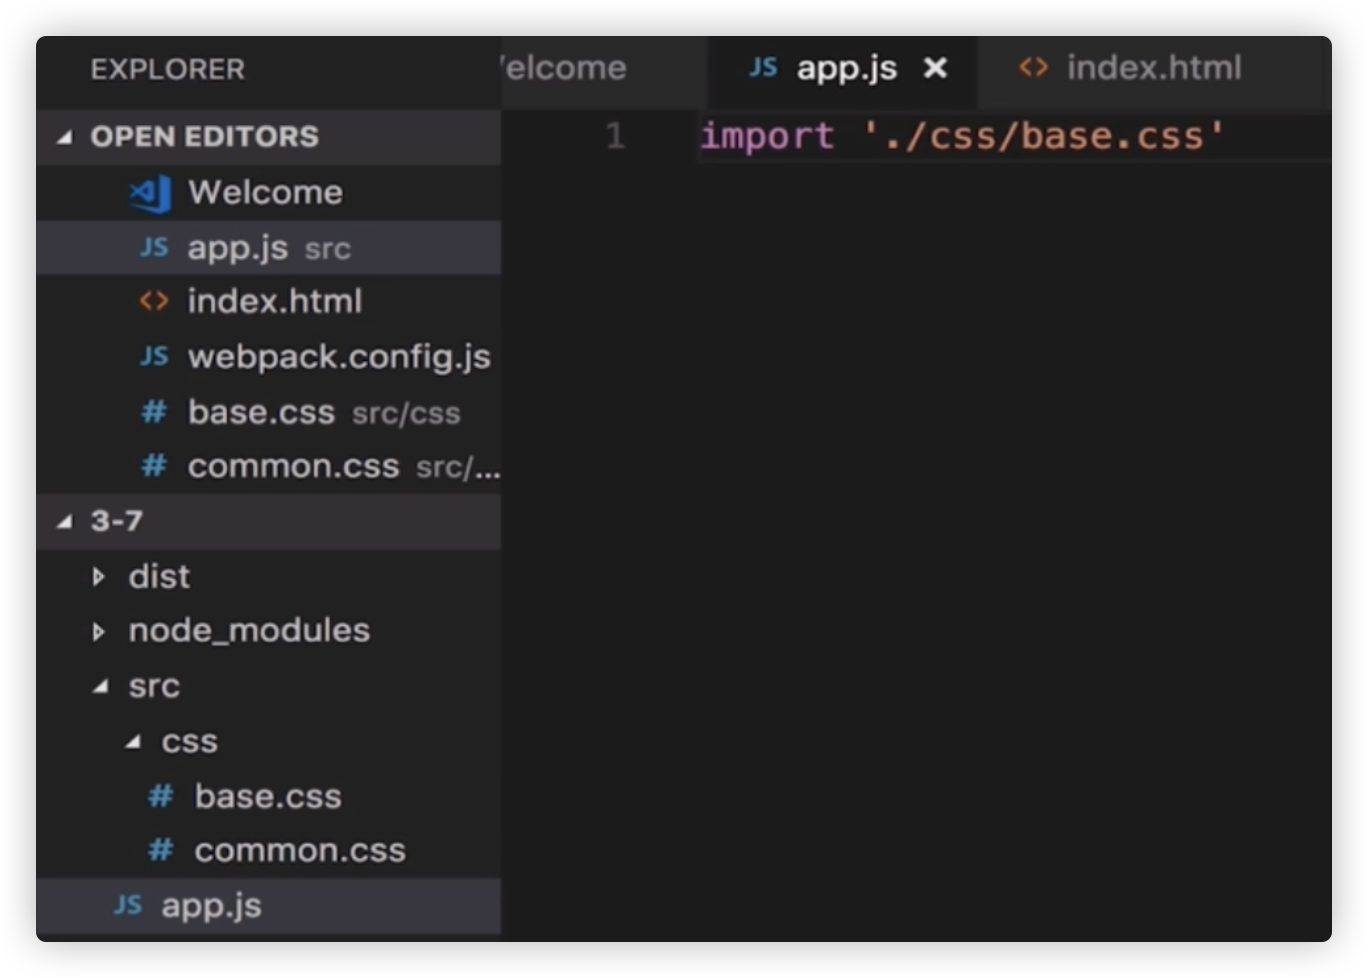 EXPLORER
OPEN EDITORS
Welcome
JS app.js src
<> index.html
JS webpack.config.js
# base.css src/css
# common.css src/...
3-7
dist
node_modules
src
css
# base.css
# common.css
JS app.js
elcome JS app.js × <> index.html
1 import './css/base.css'